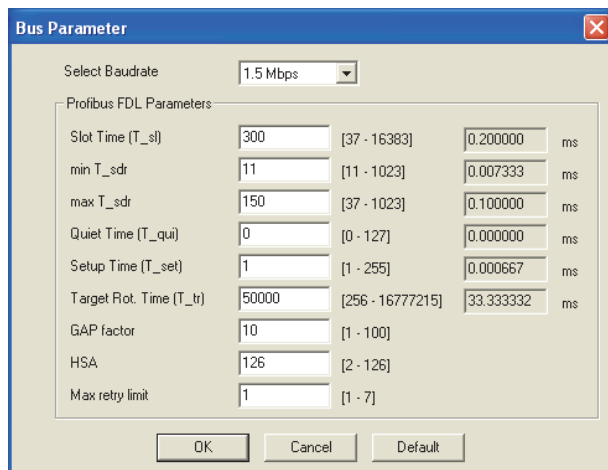 Bus Parameter
Select Baudrate 1.5 Mbps
Profibus FDL Parameters
Slot Time (T_sl) 300 [37 - 16383] 0.200000 ms
min T_sdr 11 [11 - 1023] 0.007333 ms
max T_sdr 150 [37 - 1023] 0.100000 ms
Quiet Time (T_qui) 0 [0 - 127] 0.000000 ms
Setup Time (T_set) 1 [1 - 255] 0.000667 ms
Target Rot. Time (T_tr) 50000 [256 - 16777215] 33.333332 ms
GAP factor 10 [1 - 100]
HSA 126 [2 - 126]
Max retry limit 1 [1 - 7]
OK Cancel Default